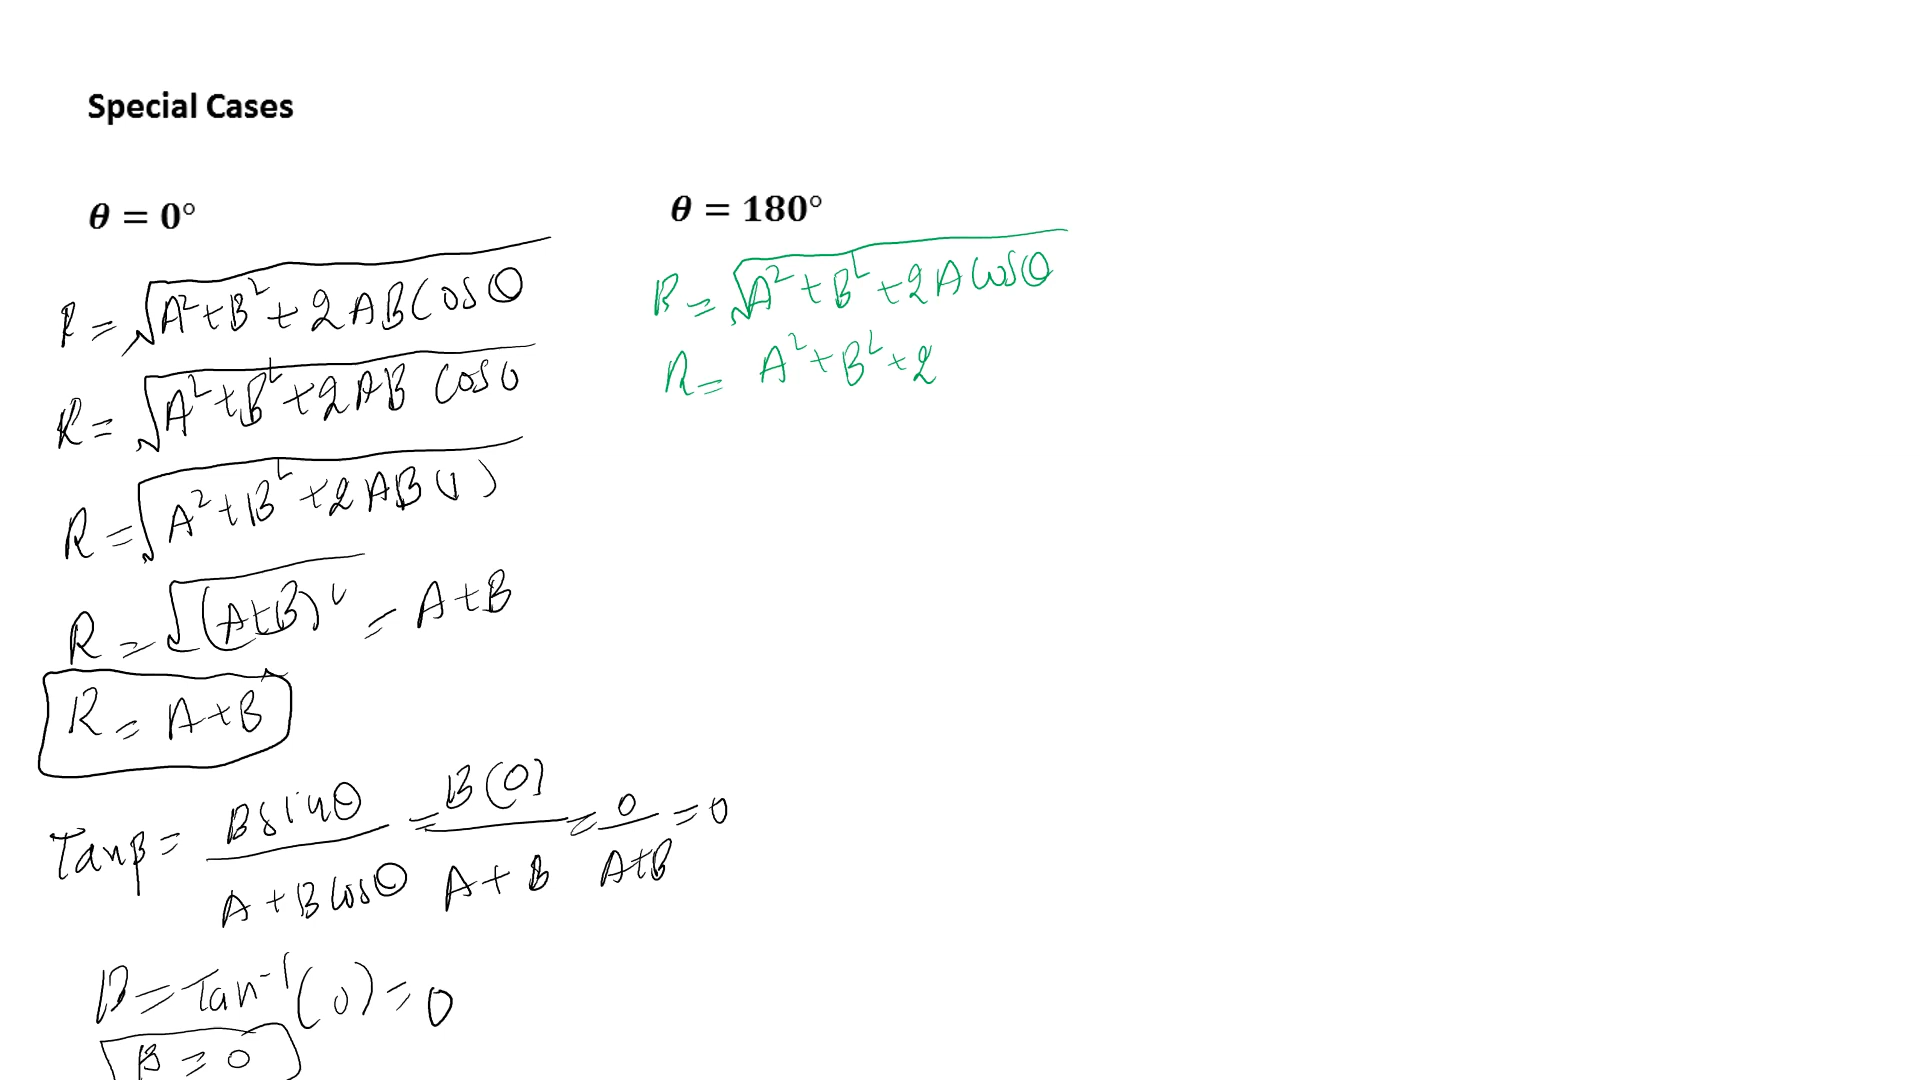 Special Cases
θ = 0°
R = √A²+B²+2ABCosθ
R = √A²+B²+2AB Cos0
R = √A²+B²+2AB(1)
R = √(A+B)² = A+B
R = A+B
Tanβ = Bsinθ/A+BCosθ = B(0)/A+B = 0/A+B = 0
β = Tan⁻¹(0) = 0
β = 0
θ = 180°
R = √A²+B²+2ACosθ
R = A²+B²+2